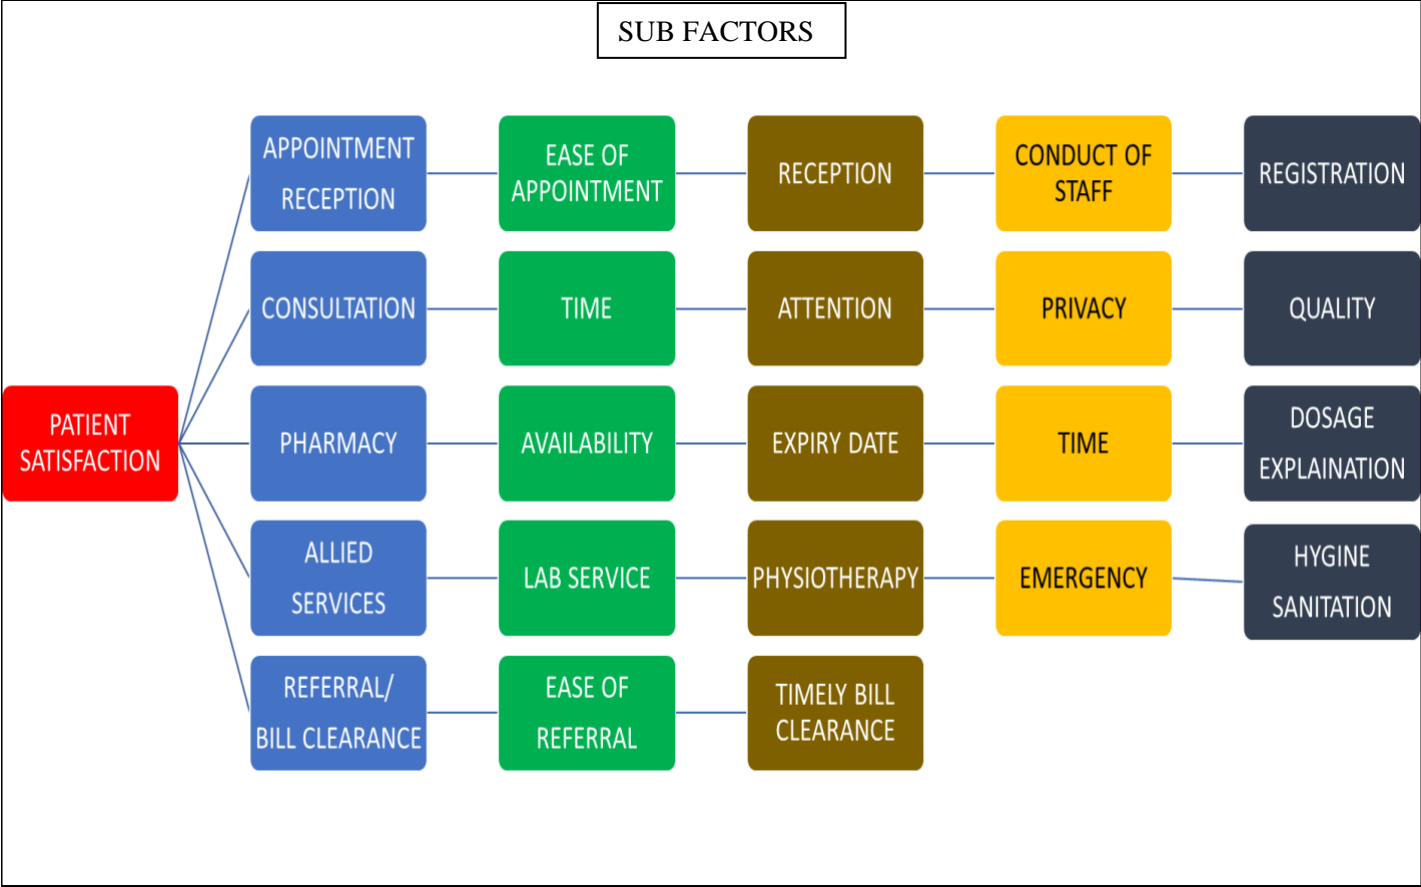 SUB FACTORS
APPOINTMENT
RECEPTION
EASE OF
APPOINTMENT
RECEPTION
CONDUCT OF
STAFF
REGISTRATION
CONSULTATION
TIME
ATTENTION
PRIVACY
QUALITY
PATIENT
SATISFACTION
PHARMACY
AVAILABILITY
EXPIRY DATE
TIME
DOSAGE
EXPLAINATION
ALLIED
SERVICES
LAB SERVICE
PHYSIOTHERAPY
EMERGENCY
HYGINE
SANITATION
REFERRAL/
BILL CLEARANCE
EASE OF
REFERRAL
TIMELY BILL
CLEARANCE